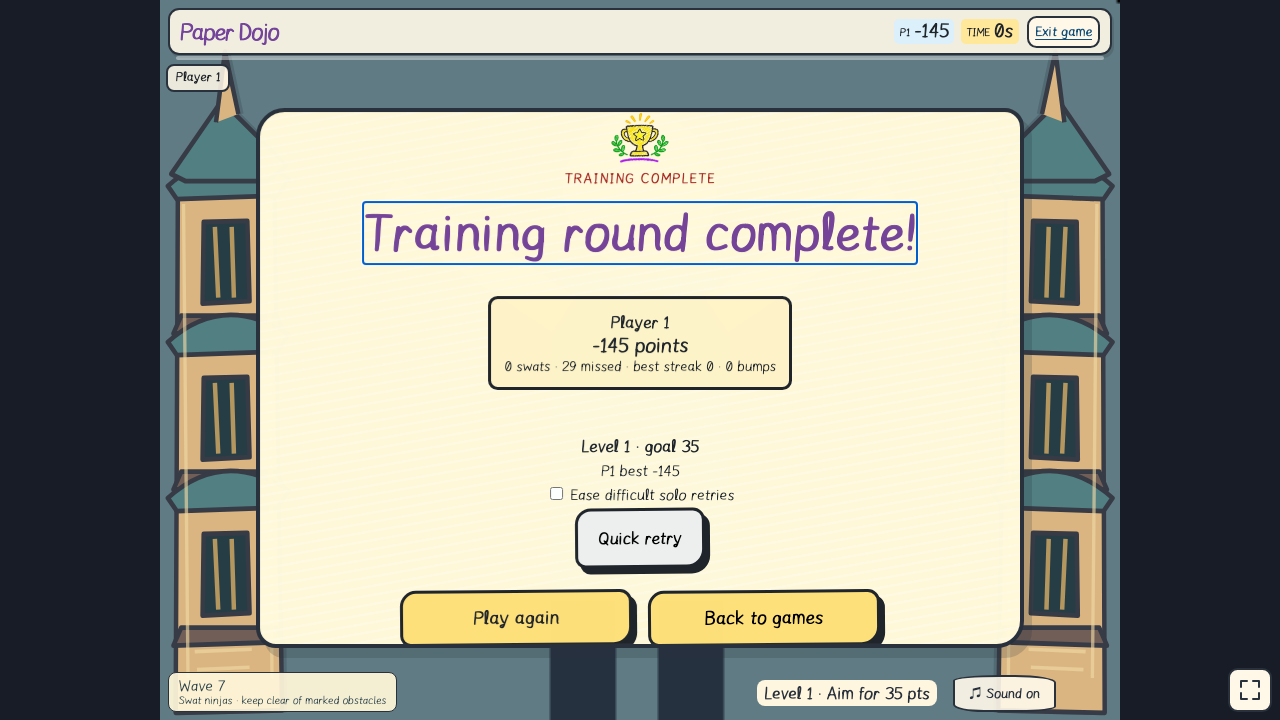 Paper Dojo
P1 -145
TIME 0s
Exit game
Player 1
TRAINING COMPLETE
Training round complete!
Player 1
-145 points
0 swats · 29 missed · best streak 0 · 0 bumps
Level 1 · goal 35
P1 best -145
Ease difficult solo retries
Quick retry
Play again
Back to games
Wave 7
Swat ninjas · keep clear of marked obstacles
Level 1 · Aim for 35 pts
♫ Sound on